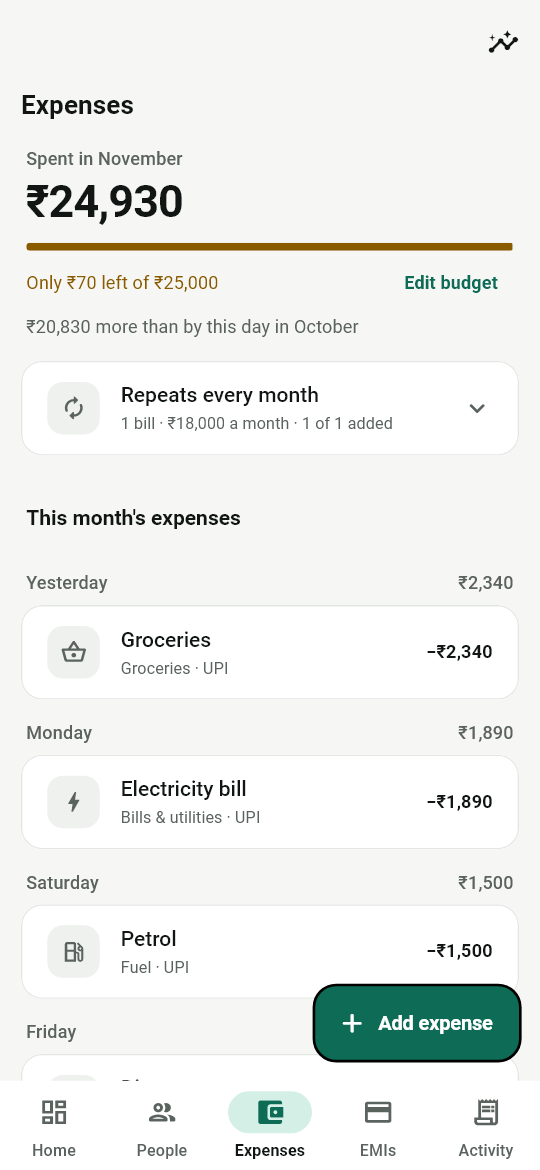 Expenses
Spent in November
₹24,930
Only ₹70 left of ₹25,000
Edit budget
₹20,830 more than by this day in October
Repeats every month
1 bill · ₹18,000 a month · 1 of 1 added
This month's expenses
Yesterday
₹2,340
Groceries
Groceries · UPI
−₹2,340
Monday
₹1,890
Electricity bill
Bills & utilities · UPI
−₹1,890
Saturday
₹1,500
Petrol
Fuel · UPI
−₹1,500
Friday
Add expense
Home
People
Expenses
EMIs
Activity